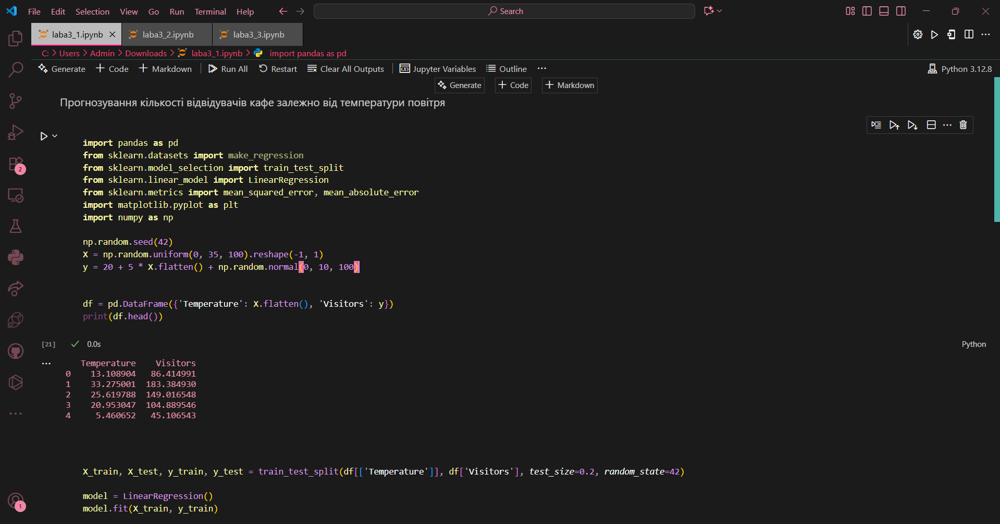 File Edit Selection View Go Run Terminal Help Search
laba3_1.ipynb laba3_2.ipynb laba3_3.ipynb
C: > Users > Admin > Downloads > laba3_1.ipynb > import pandas as pd
Generate + Code + Markdown Run All Restart Clear All Outputs Jupyter Variables Outline ... Python 3.12.8
Generate + Code + Markdown
Прогнозування кількості відвідувачів кафе залежно від температури повітря
import pandas as pd
from sklearn.datasets import make_regression
from sklearn.model_selection import train_test_split
from sklearn.linear_model import LinearRegression
from sklearn.metrics import mean_squared_error, mean_absolute_error
import matplotlib.pyplot as plt
import numpy as np
np.random.seed(42)
X = np.random.uniform(0, 35, 100).reshape(-1, 1)
y = 20 + 5 * X.flatten() + np.random.normal(0, 10, 100)
df = pd.DataFrame({'Temperature': X.flatten(), 'Visitors': y})
print(df.head())
[21] 0.0s Python
Temperature Visitors
0 13.108904 86.414991
1 33.275001 183.384930
2 25.619788 149.016548
3 20.953047 104.889546
4 5.460652 45.106543
X_train, X_test, y_train, y_test = train_test_split(df[['Temperature']], df['Visitors'], test_size=0.2, random_state=42)
model = LinearRegression()
model.fit(X_train, y_train)
2
1